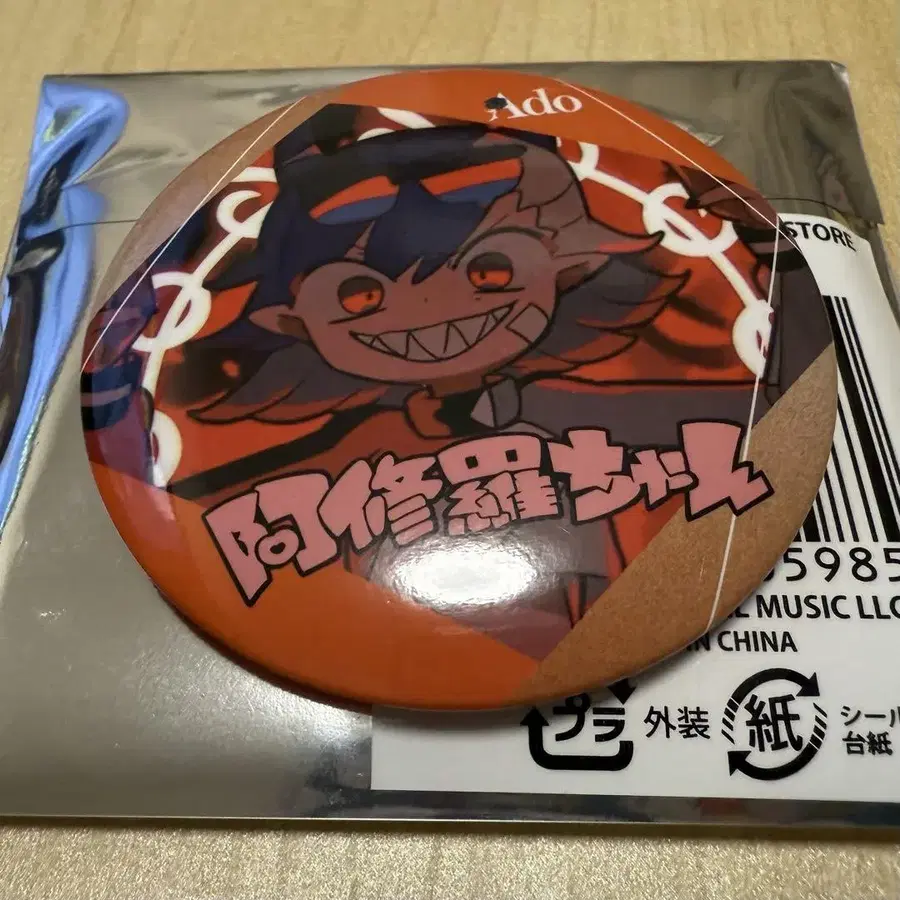 Ado
阿修羅ちゃん
STORE
5985
MUSIC LLC
IN CHINA
プラ 外装 紙 シール
台紙